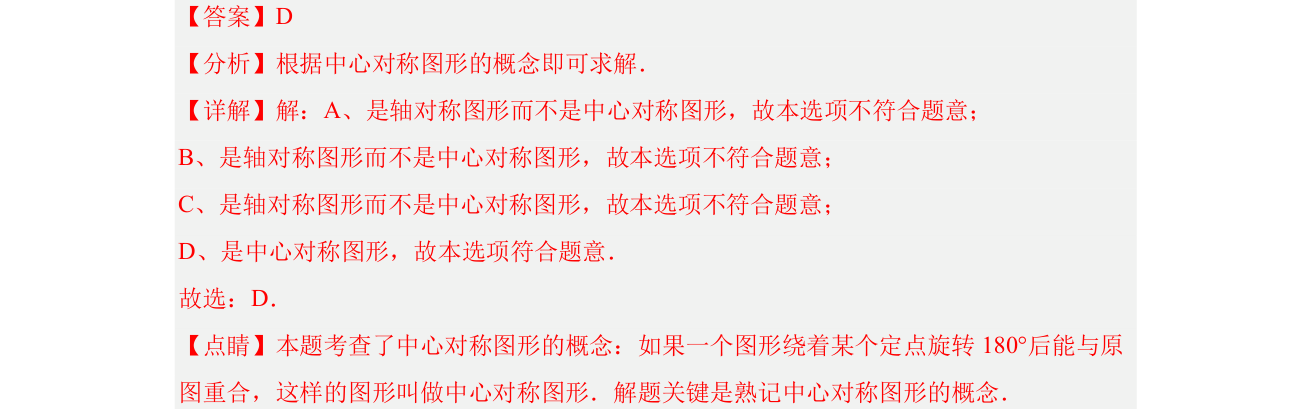 【答案】D
【分析】根据中心对称图形的概念即可求解．
【详解】解：A、是轴对称图形而不是中心对称图形，故本选项不符合题意；
B、是轴对称图形而不是中心对称图形，故本选项不符合题意；
C、是轴对称图形而不是中心对称图形，故本选项不符合题意；
D、是中心对称图形，故本选项符合题意．
故选：D．
【点睛】本题考查了中心对称图形的概念：如果一个图形绕着某个定点旋转 180°后能与原
图重合，这样的图形叫做中心对称图形．解题关键是熟记中心对称图形的概念．